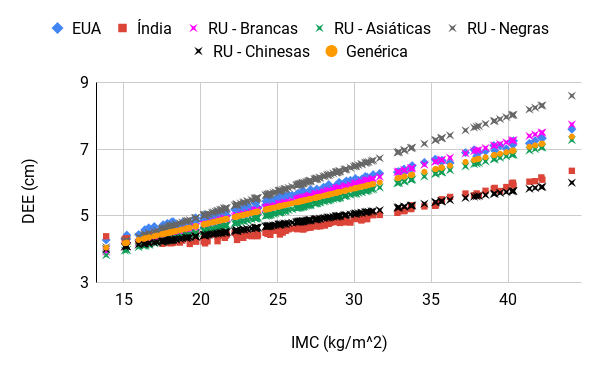 EUA Índia RU - Brancas RU - Asiáticas RU - Negras
RU - Chinesas Genérica
9
7
5
3
DEE (cm)
15 20 25 30 35 40
IMC (kg/m^2)